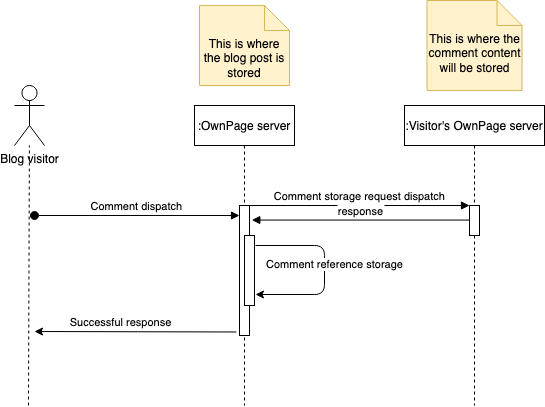 This is where
the blog post is
stored
This is where the
comment content
will be stored
:OwnPage server
:Visitor's OwnPage server
Blog visitor
Comment dispatch
Comment storage request dispatch
response
Comment reference storage
Successful response